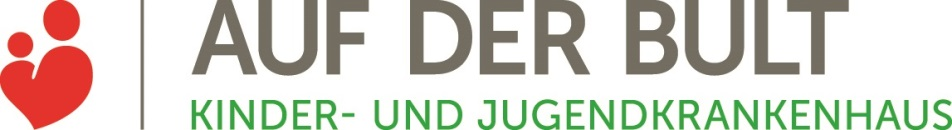 AUF DER BULT
KINDER- UND JUGENDKRANKENHAUS